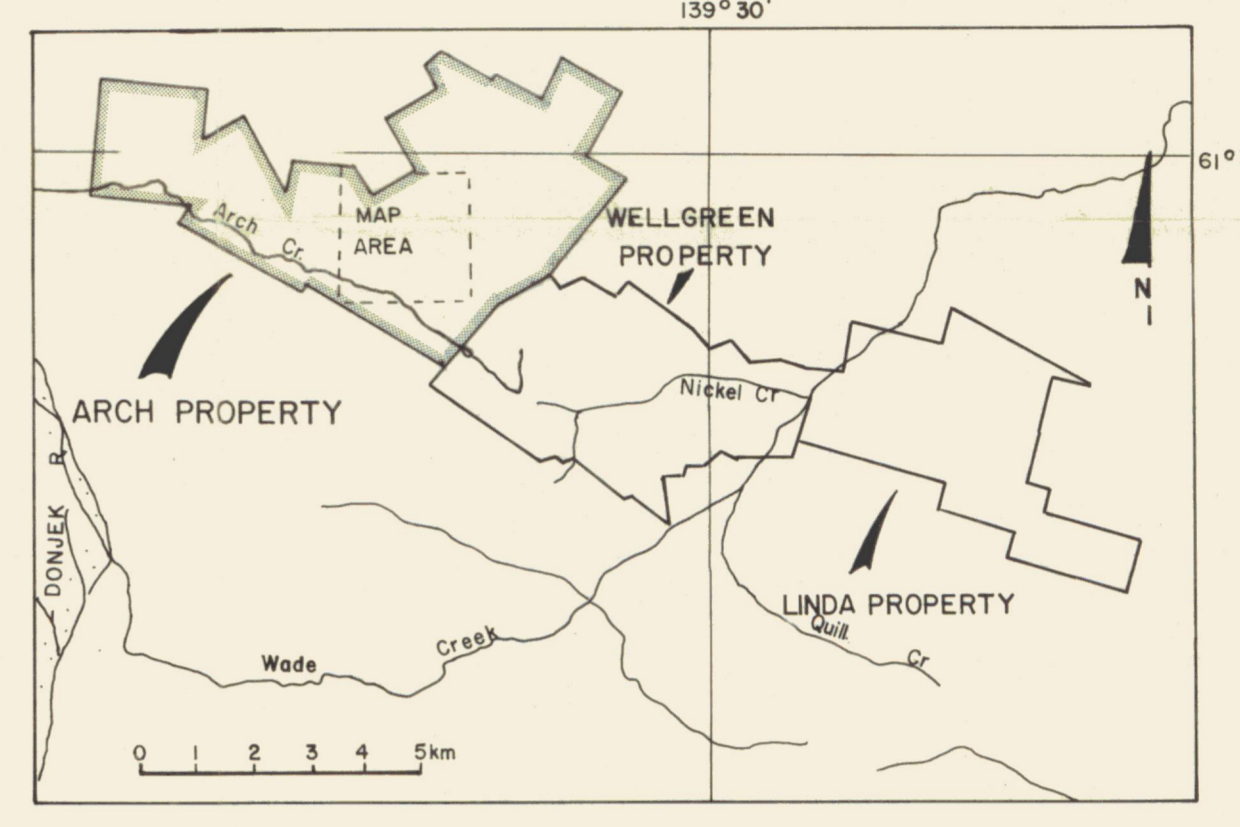 139° 30'
61°
Arch
Cr.
MAP
AREA
WELLGREEN
PROPERTY
N
ARCH PROPERTY
Nickel Cr
DONJEK R.
LINDA PROPERTY
Quill
Cr
Wade
Creek
0 1 2 3 4 5km